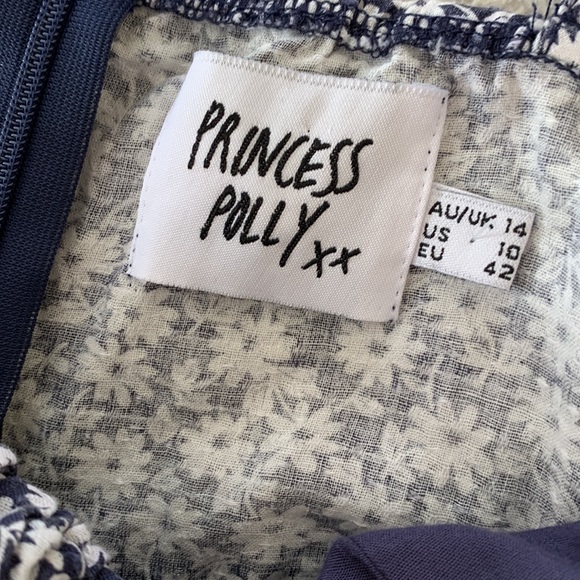 PRINCESS
POLLY xx
AU/UK 14
US 10
EU 42